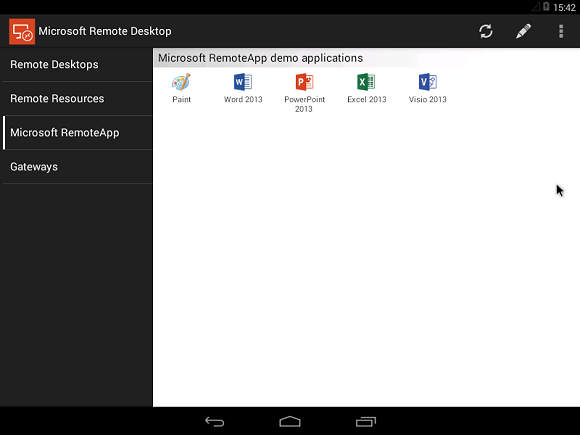 15:42
Microsoft Remote Desktop
Remote Desktops
Remote Resources
Microsoft RemoteApp
Gateways
Microsoft RemoteApp demo applications
Paint
Word 2013
PowerPoint
2013
Excel 2013
Visio 2013